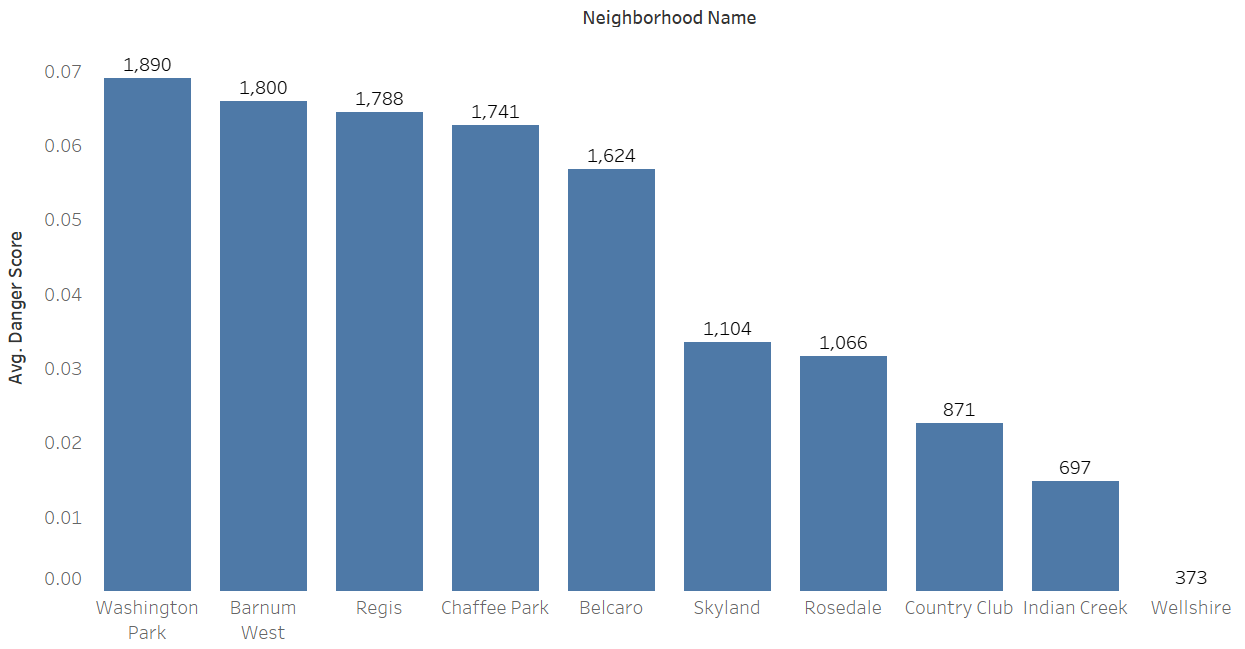 Neighborhood Name
Avg. Danger Score
0.07
0.06
0.05
0.04
0.03
0.02
0.01
0.00
1,890
1,800
1,788
1,741
1,624
1,104
1,066
871
697
373
Washington
Park
Barnum
West
Regis
Chaffee Park
Belcaro
Skyland
Rosedale
Country Club
Indian Creek
Wellshire